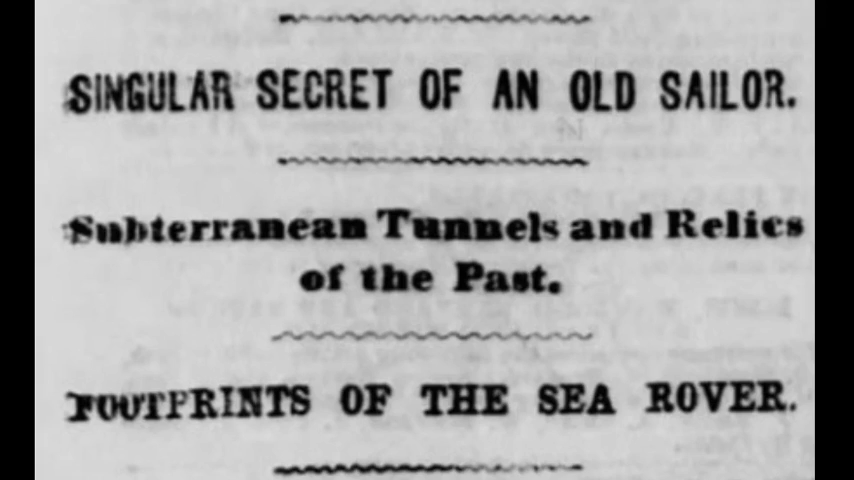 SINGULAR SECRET OF AN OLD SAILOR.
Subterranean Tunnels and Relics
of the Past.
FOOTPRINTS OF THE SEA ROVER.